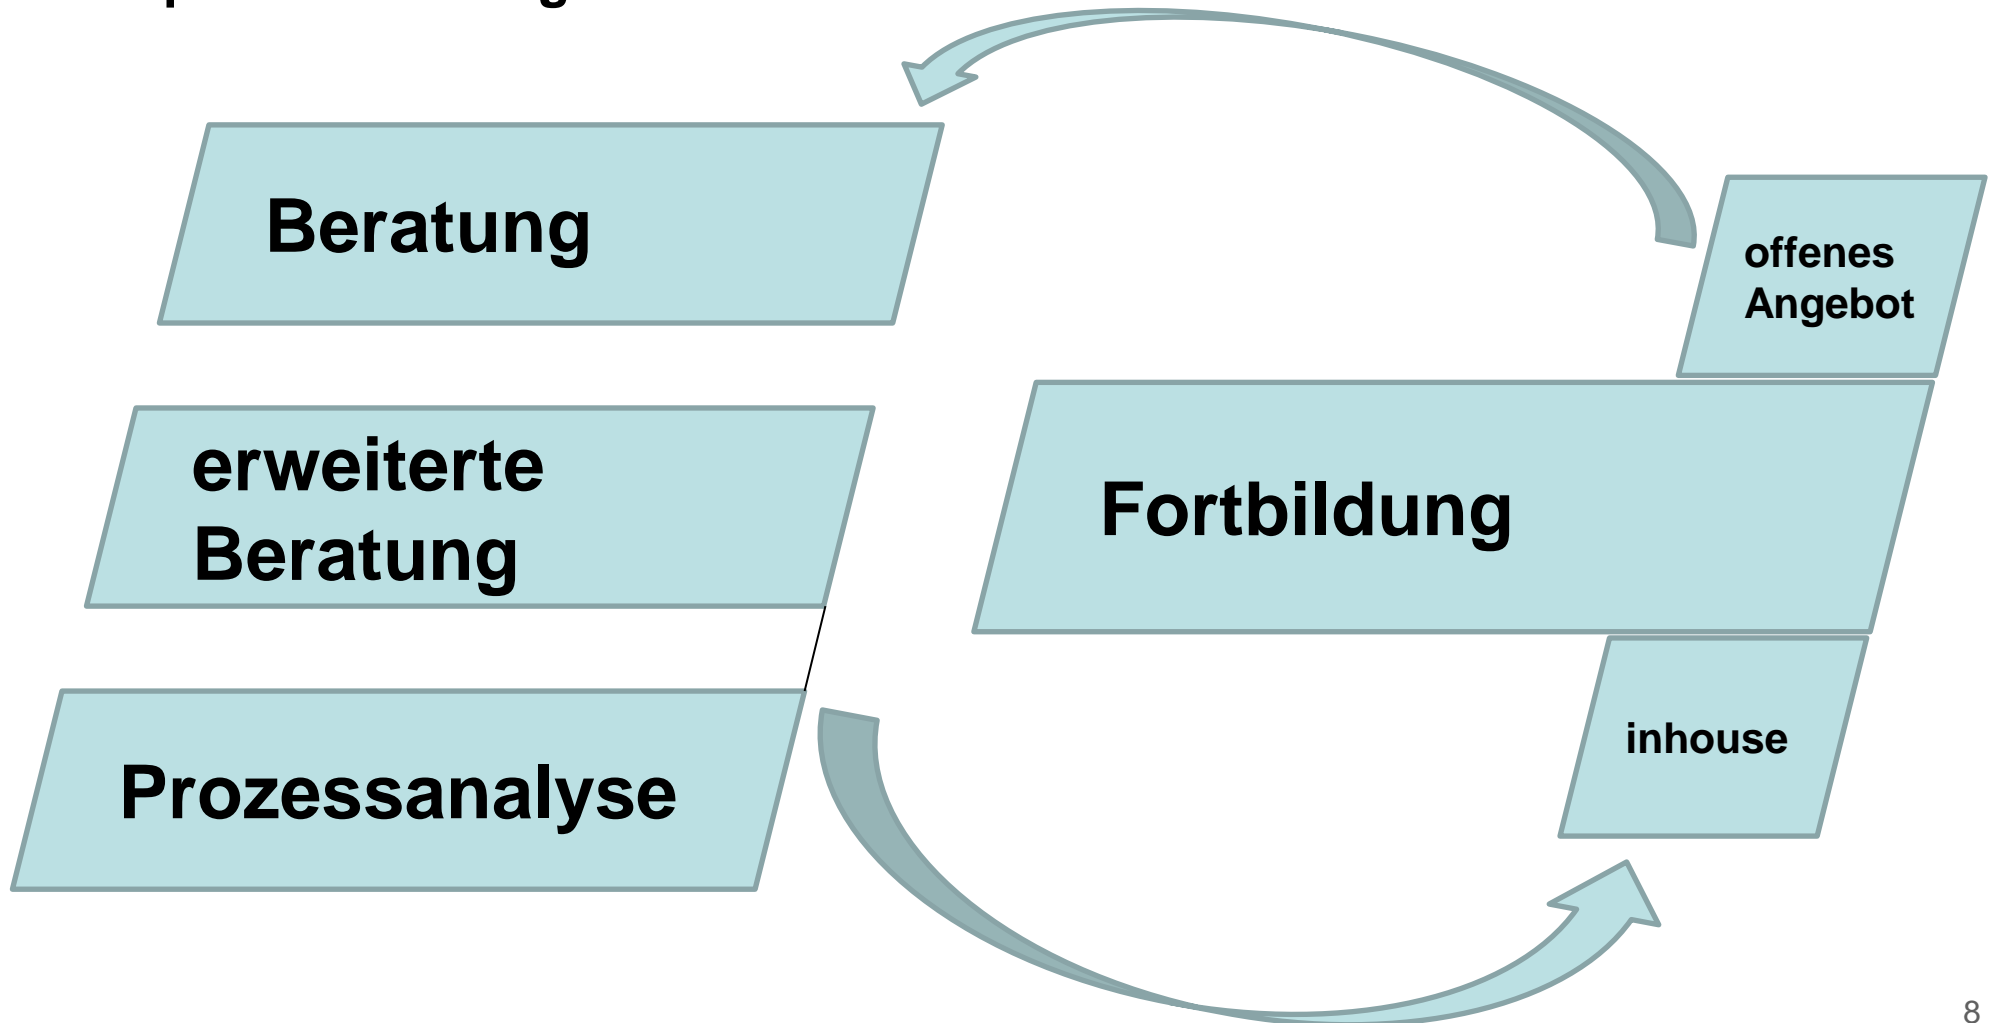 Beratung
offenes
Angebot
erweiterte
Beratung
Fortbildung
inhouse
Prozessanalyse
8